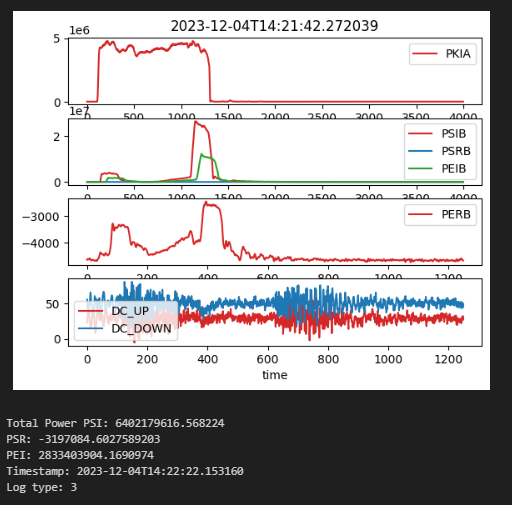 2023-12-04T14:21:42.272039
1e6
5
0
PKIA
0 500 1000 1500 2000 2500 3000 3500 4000
1e7
2
0
PSIB
PSRB
PEIB
0 500 1000 1500 2000 2500 3000 3500 4000
−3000
−4000
PERB
0 200 400 600 800 1000 1200
50
0
DC_UP
DC_DOWN
0 200 400 600 800 1000 1200
time
Total Power PSI: 6402179616.568224
PSR: -3197084.6027589203
PEI: 2833403904.1690974
Timestamp: 2023-12-04T14:22:22.153160
Log type: 3